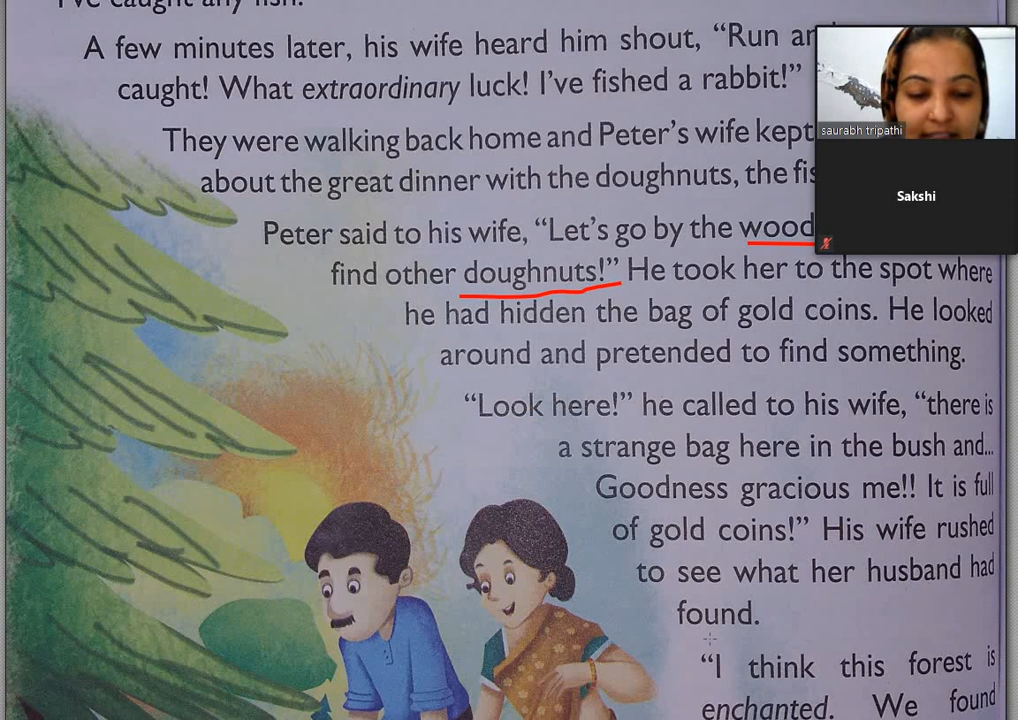 I've caught any fish.
A few minutes later, his wife heard him shout, “Run
caught! What extraordinary luck! I've fished a rabbit!”
They were walking back home and Peter's wife kept
about the great dinner with the doughnuts, the
Peter said to his wife, “Let's go by the wood
find other doughnuts!” He took her to the spot where
he had hidden the bag of gold coins. He looked
around and pretended to find something.
“Look here!” he called to his wife, “there is
a strange bag here in the bush and...
Goodness gracious me!! It is full
of gold coins!” His wife rushed
to see what her husband had
found.
“I think this forest is
enchanted. We found
saurabh tripathi
Sakshi